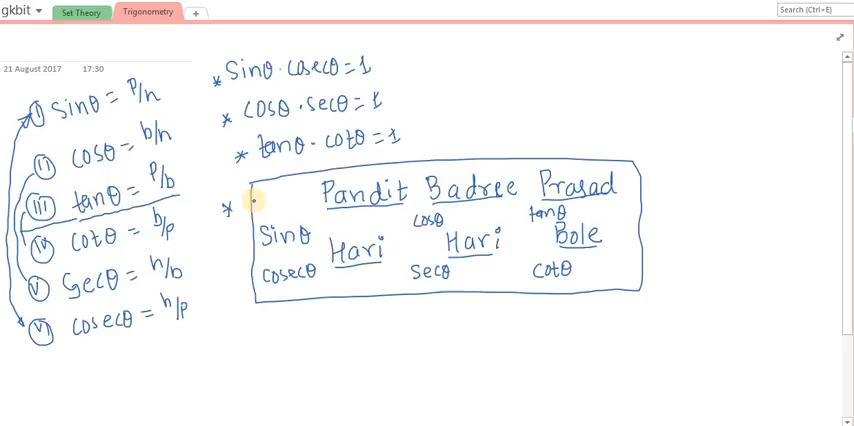 gkbit
Set Theory
Trigonometry
Search (Ctrl+E)
21 August 2017 17:30
(i) sinθ = p/h
(ii) cosθ = b/h
(iii) tanθ = p/b
(iv) cotθ = b/p
(v) Secθ = h/b
(vi) cosecθ = h/p
* Sinθ · cosecθ = 1
* cosθ · secθ = 1
* tanθ · cotθ = 1
* Pandit Badree Prasad
Sinθ cosθ tanθ
Hari Hari Bole
cosecθ secθ cotθ